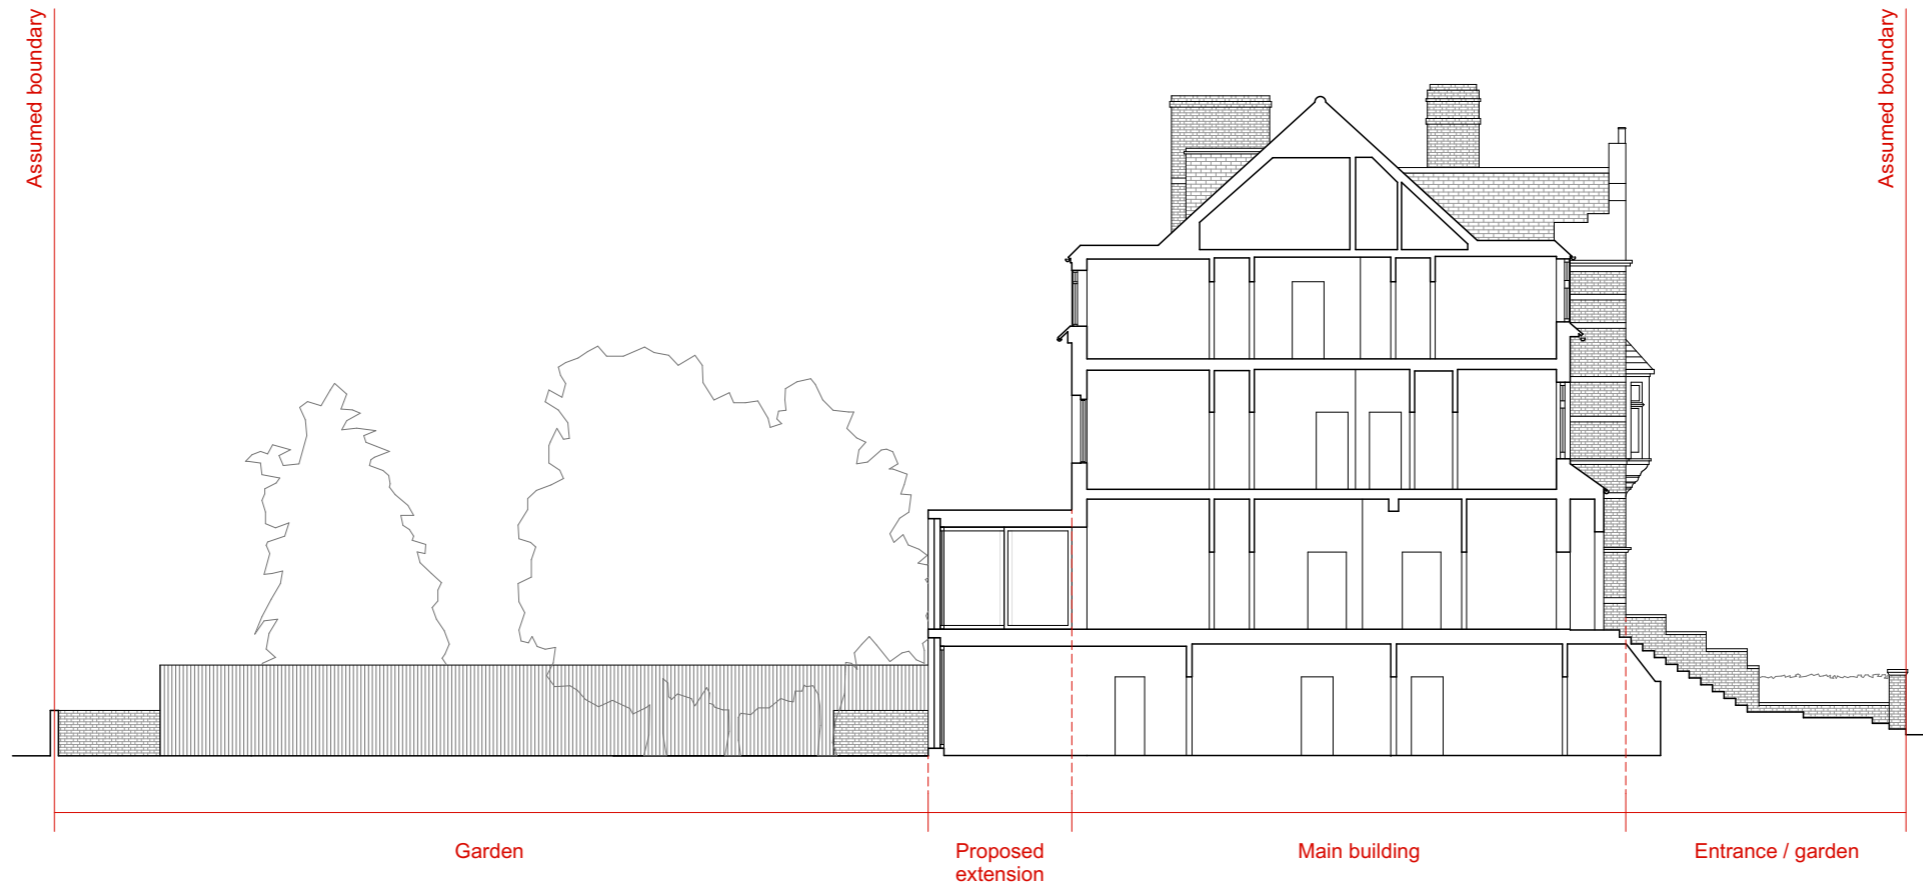 Assumed boundary
Assumed boundary
Garden
Proposed
extension
Main building
Entrance / garden